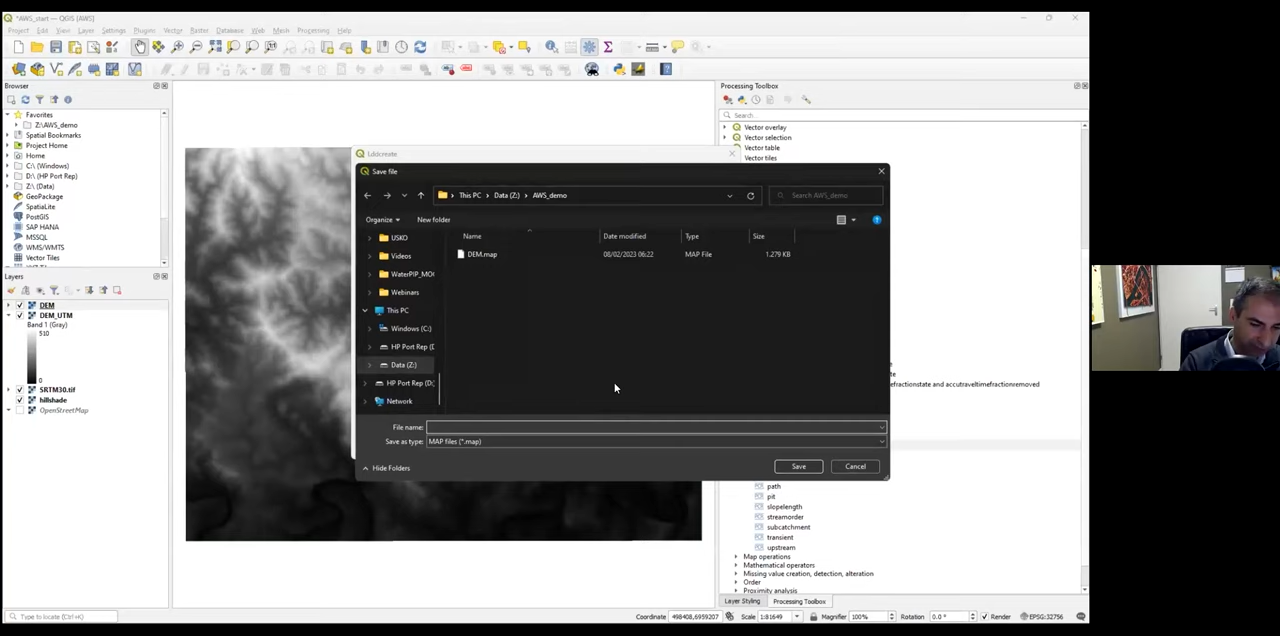 *AWS_start — QGIS [AWS]
Project Edit View Layer Settings Plugins Vector Raster Database Web Mesh Processing Help
Browser
Favorites
Z:\AWS_demo
Spatial Bookmarks
Project Home
Home
C:\ (Windows)
D:\ (HP Port Rep)
Z:\ (Data)
GeoPackage
SpatiaLite
PostGIS
SAP HANA
MSSQL
WMS/WMTS
Vector Tiles
Layers
DEM
DEM_UTM
Band 1 (Gray)
510
0
SRTM30.tif
hillshade
OpenStreetMap
Lddcreate
Save file
This PC > Data (Z:) > AWS_demo
Search AWS_demo
Organize
New folder
Name Date modified Type Size
DEM.map 08/02/2023 06:22 MAP File 1.279 KB
USKO
Videos
WaterPIP_MO
Webinars
This PC
Windows (C:)
HP Port Rep (D
Data (Z:)
HP Port Rep (D:
Network
File name:
Save as type: MAP files (*.map)
Hide Folders
Save
Cancel
Processing Toolbox
Search...
Vector overlay
Vector selection
Vector table
Vector tiles
fractionstate and accutraveltimefractionremoved
path
pit
slopelength
streamorder
subcatchment
transient
upstream
Map operations
Mathematical operators
Missing value creation, detection, alteration
Order
Proximity analysis
Layer Styling Processing Toolbox
Type to locate (Ctrl+K)
Coordinate 498408,6959207 Scale 1:81649 Magnifier 100% Rotation 0.0 ° Render EPSG:32756